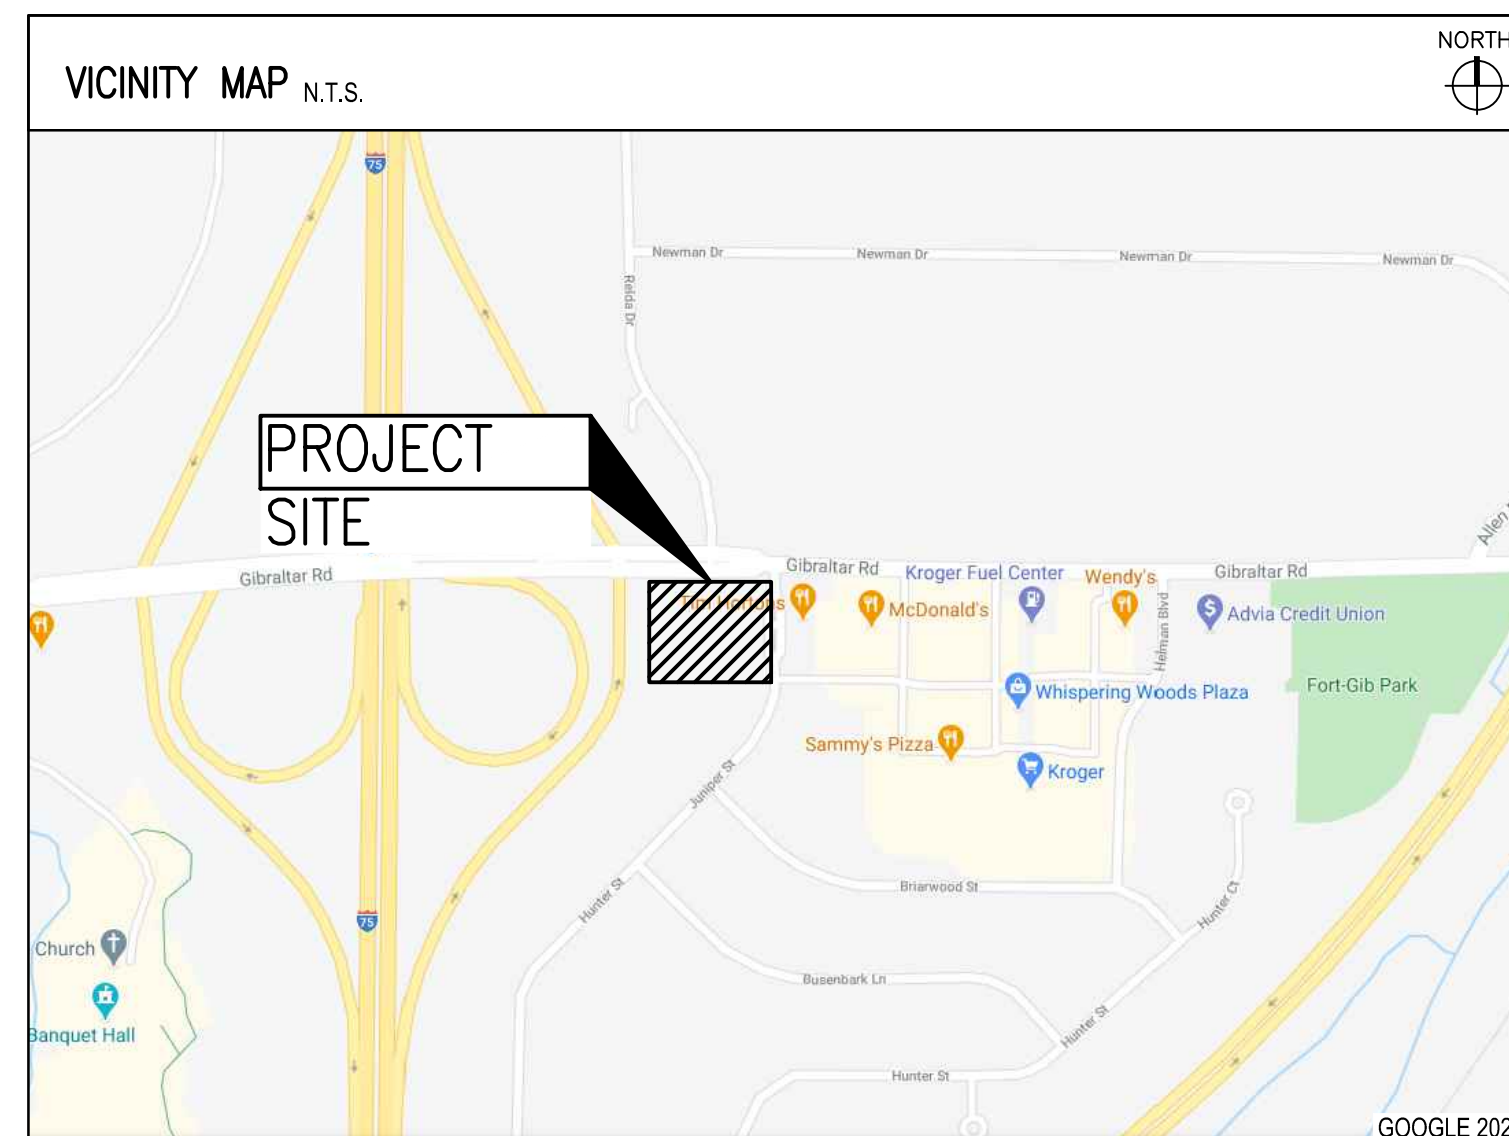 NORTH
VICINITY MAP N.T.S.
75
Newman Dr
Newman Dr
Newman Dr
Newman Dr
Reida Dr
PROJECT
SITE
Allen
Gibraltar Rd
Gibraltar Rd
Gibraltar Rd
Kroger Fuel Center
Wendy's
Tim Hortons
McDonald's
Helman Blvd
Advia Credit Union
Fort-Gib Park
Whispering Woods Plaza
Sammy's Pizza
Kroger
Juniper St
Hunter St
Briarwood St
Hunter Ct
75
Church
Busenbark Ln
Banquet Hall
Hunter St
Hunter St
GOOGLE 202